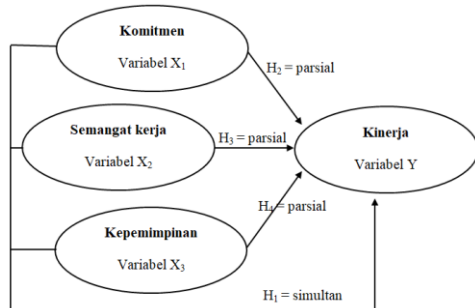 Komitmen
Variabel X₁
H₂ = parsial
Semangat kerja
Variabel X₂
H₃ = parsial
Kinerja
Variabel Y
Kepemimpinan
Variabel X₃
H₄ = parsial
H₁ = simultan